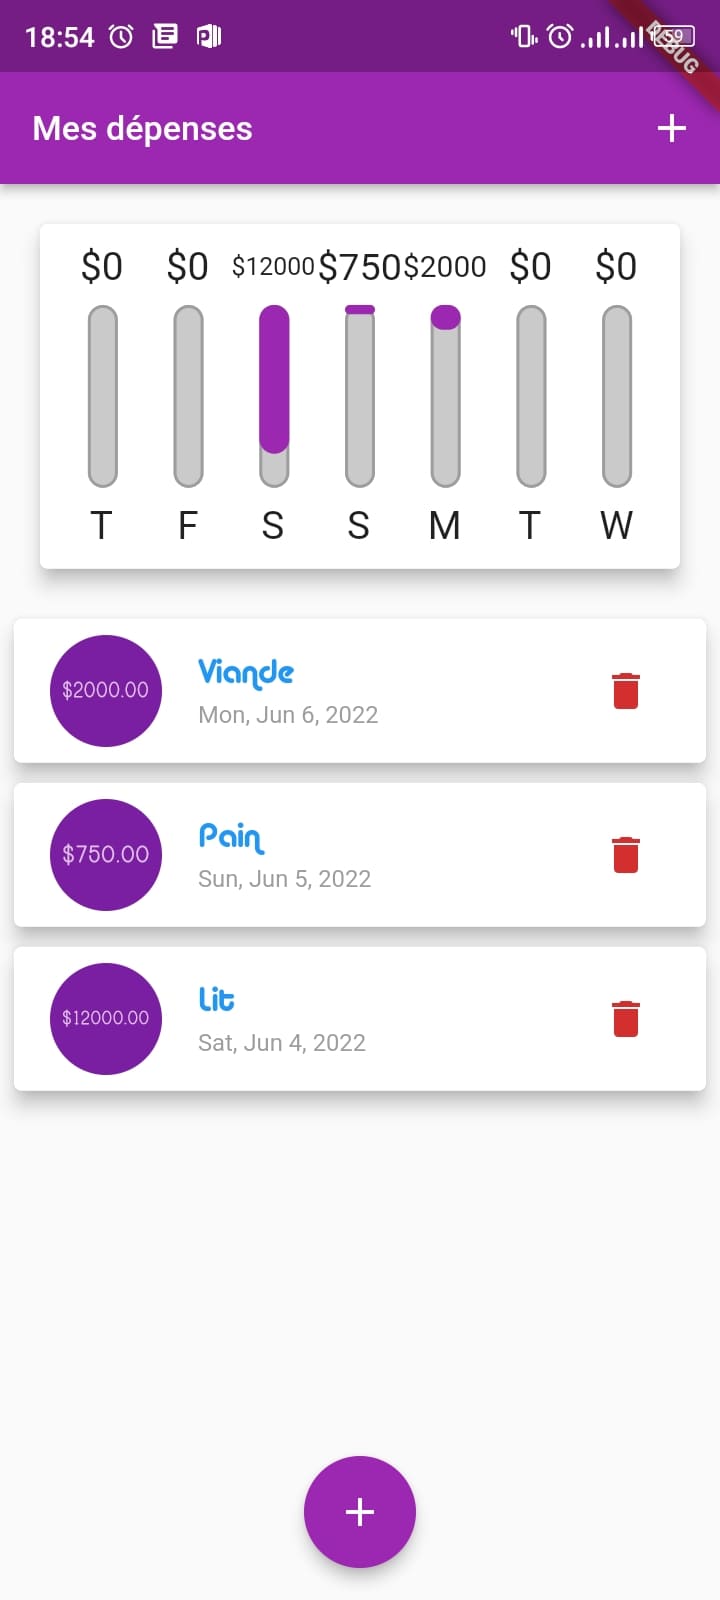 18:54
59
DEBUG
Mes dépenses
$0 $0 $12000 $750 $2000 $0 $0
T F S S M T W
$2000.00
Viande
Mon, Jun 6, 2022
$750.00
Pain
Sun, Jun 5, 2022
$12000.00
Lit
Sat, Jun 4, 2022